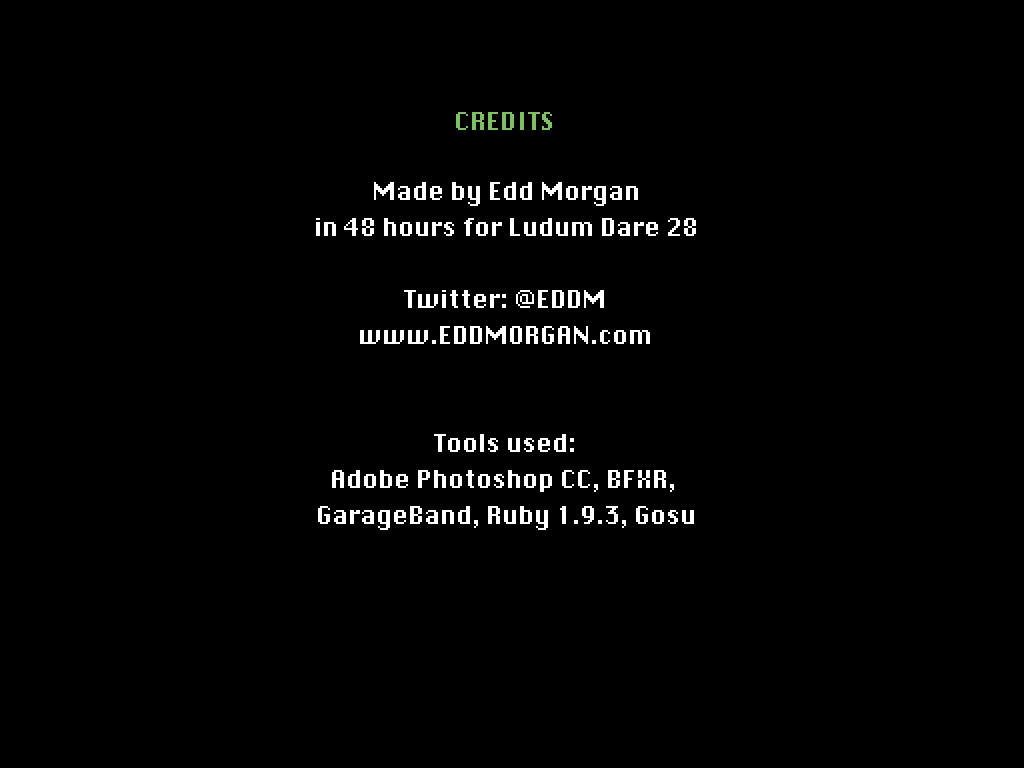 CREDITS
Made by Edd Morgan
in 48 hours for Ludum Dare 28
Twitter: @EDDM
www.EDDMORGAN.com
Tools used:
Adobe Photoshop CC, BFXR,
GarageBand, Ruby 1.9.3, Gosu